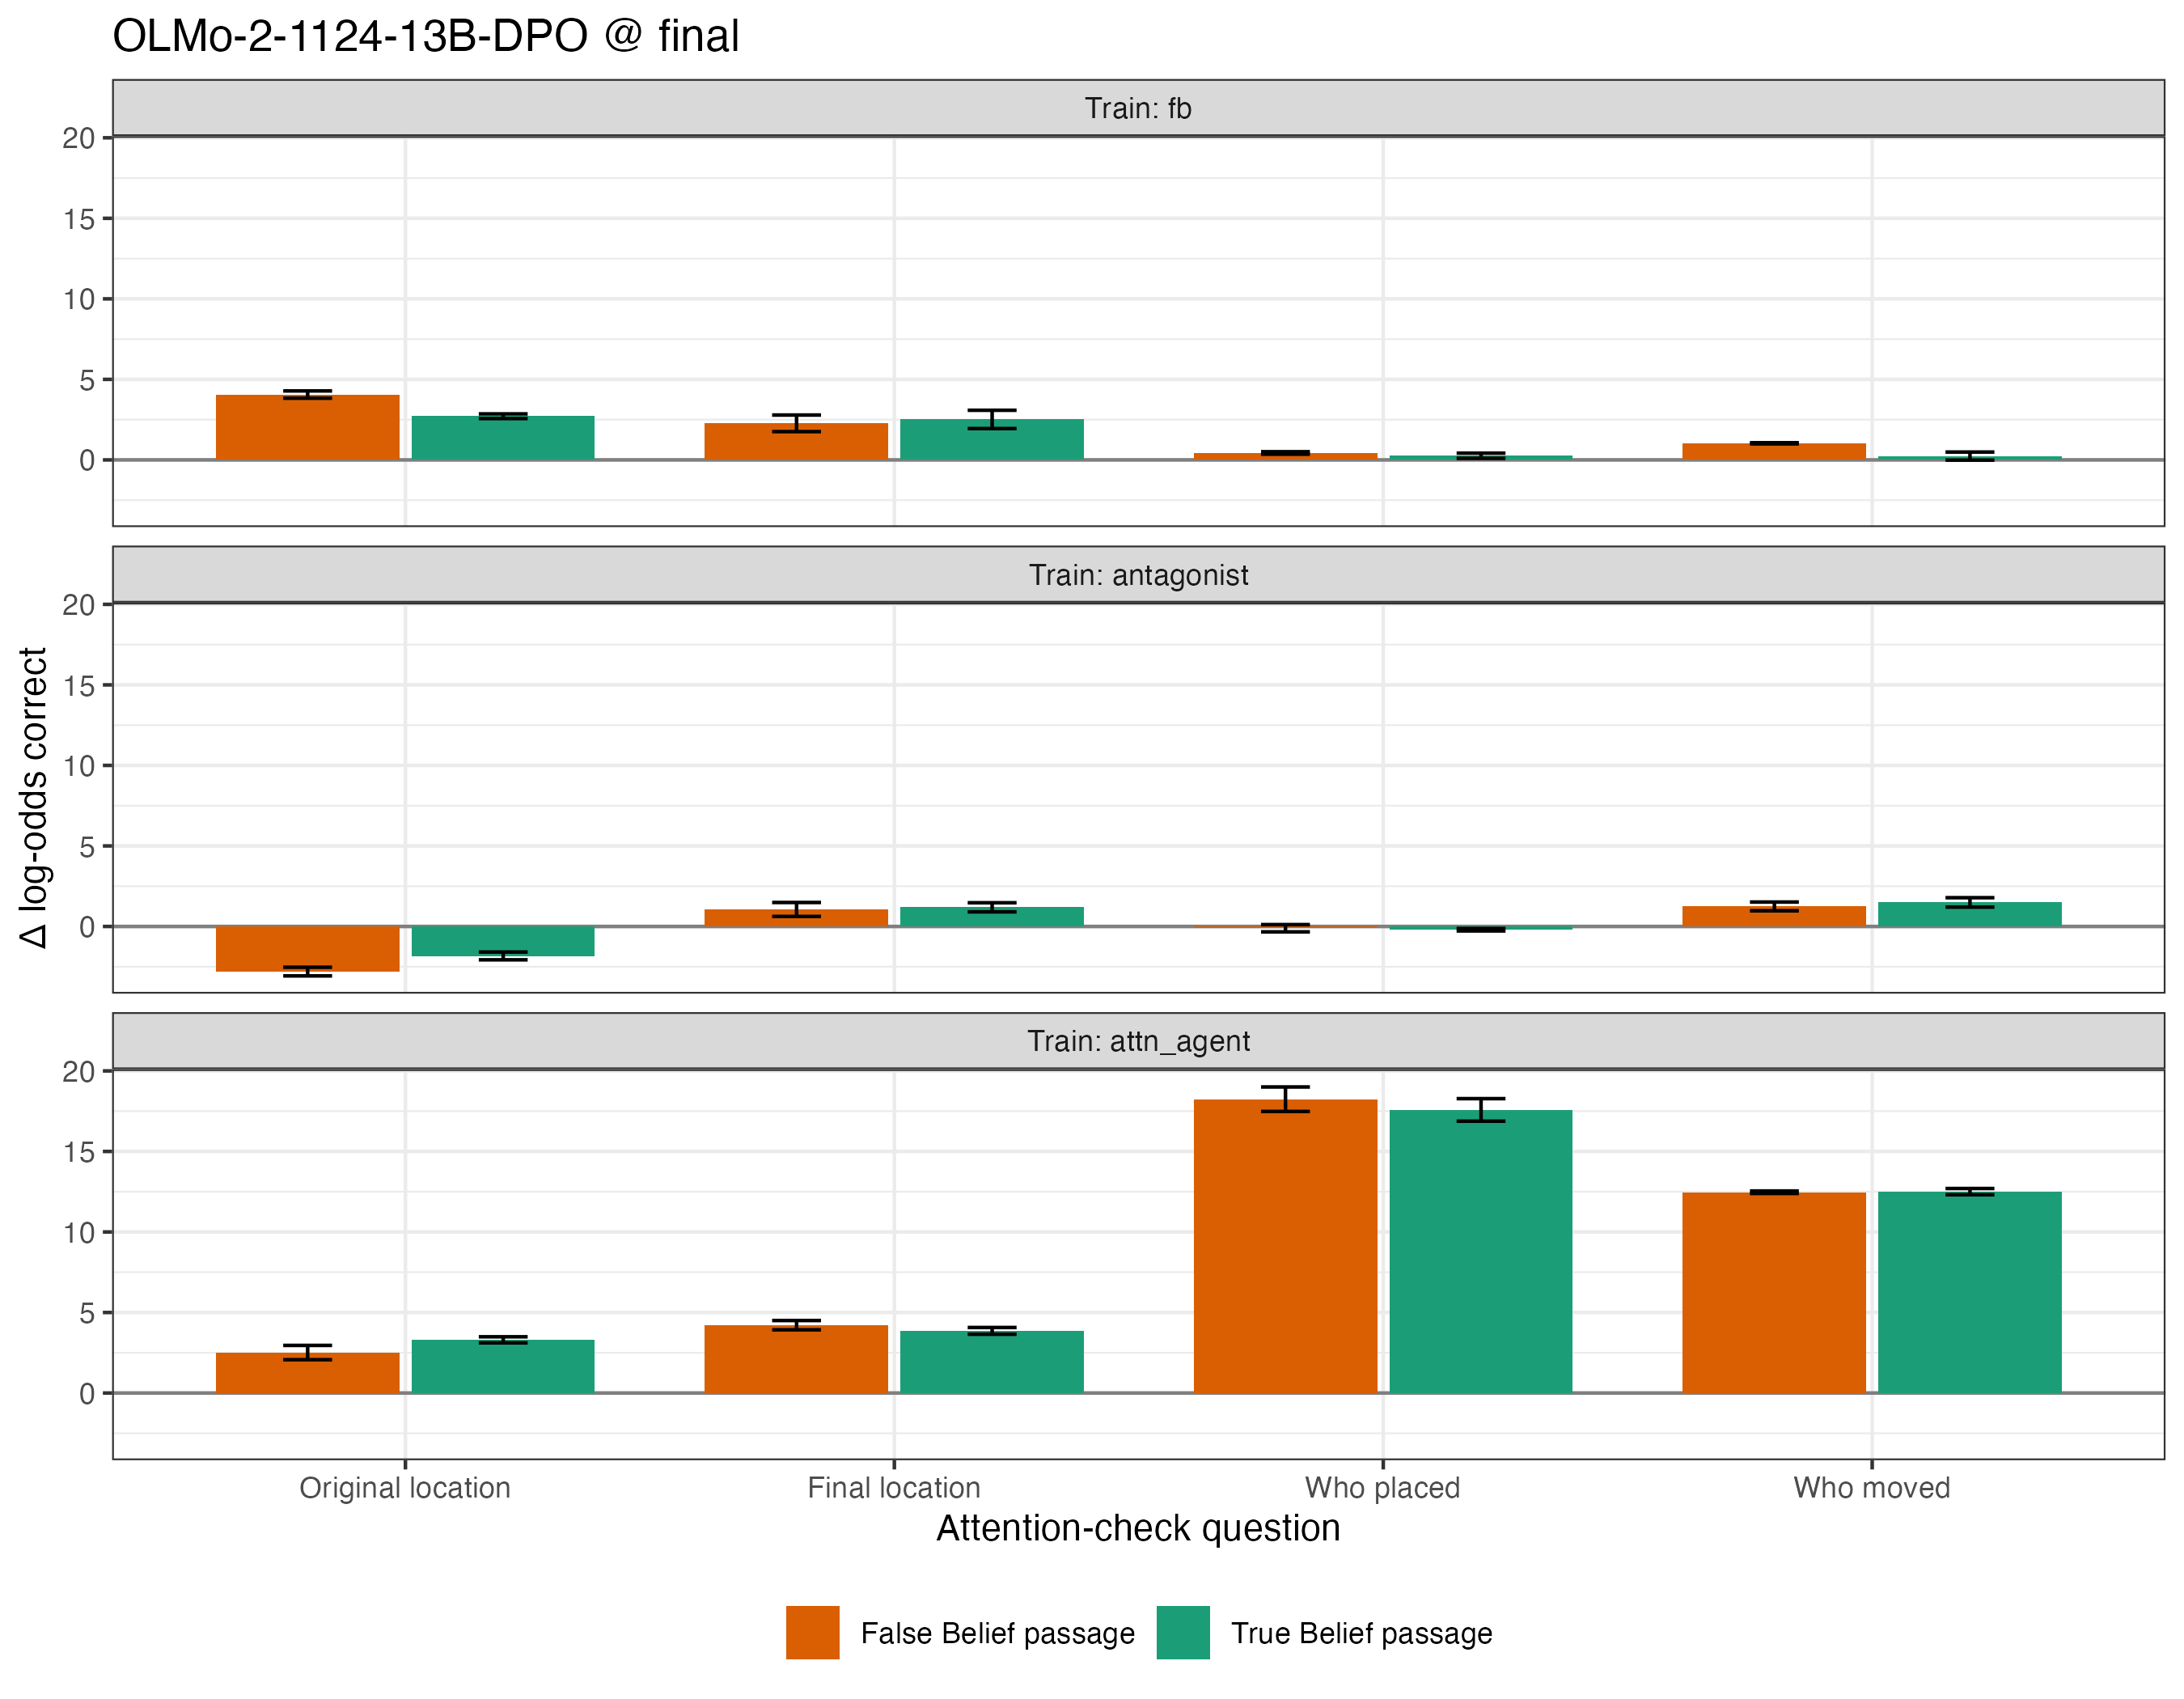 OLMo-2-1124-13B-DPO @ final
Train: fb
20
15
10
5
0
Train: antagonist
20
15
10
5
0
Train: attn_agent
20
15
10
5
0
Δ log-odds correct
Original location
Final location
Who placed
Who moved
Attention-check question
False Belief passage
True Belief passage